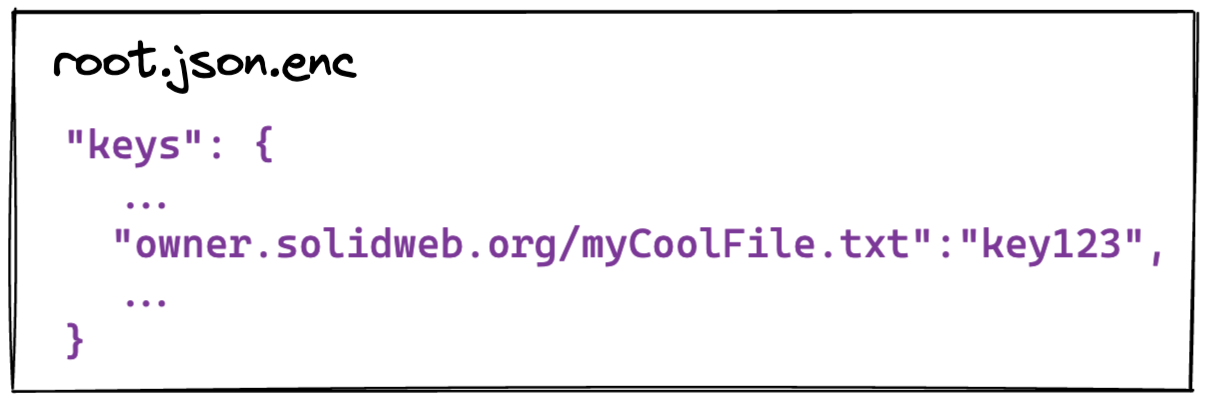 root.json.enc
"keys": {
...
"owner.solidweb.org/myCoolFile.txt":"key123",
...
}